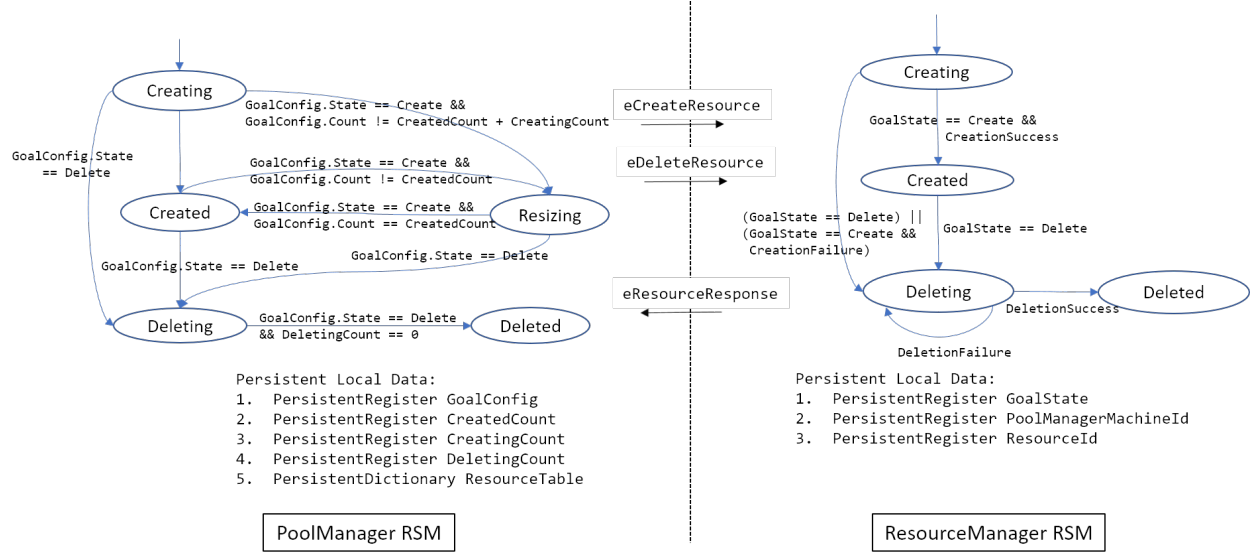 Creating
GoalConfig.State == Create &&
GoalConfig.Count != CreatedCount + CreatingCount
GoalConfig.State
== Delete
GoalConfig.State == Create &&
GoalConfig.Count != CreatedCount
Created
GoalConfig.State == Create &&
GoalConfig.Count == CreatedCount
Resizing
GoalConfig.State == Delete
GoalConfig.State == Delete
Deleting
GoalConfig.State == Delete
&& DeletingCount == 0
Deleted
Persistent Local Data:
1. PersistentRegister GoalConfig
2. PersistentRegister CreatedCount
3. PersistentRegister CreatingCount
4. PersistentRegister DeletingCount
5. PersistentDictionary ResourceTable
PoolManager RSM
eCreateResource
eDeleteResource
eResourceResponse
Creating
GoalState == Create &&
CreationSuccess
Created
(GoalState == Delete) ||
(GoalState == Create &&
CreationFailure)
GoalState == Delete
Deleting
Deleted
DeletionSuccess
DeletionFailure
Persistent Local Data:
1. PersistentRegister GoalState
2. PersistentRegister PoolManagerMachineId
3. PersistentRegister ResourceId
ResourceManager RSM